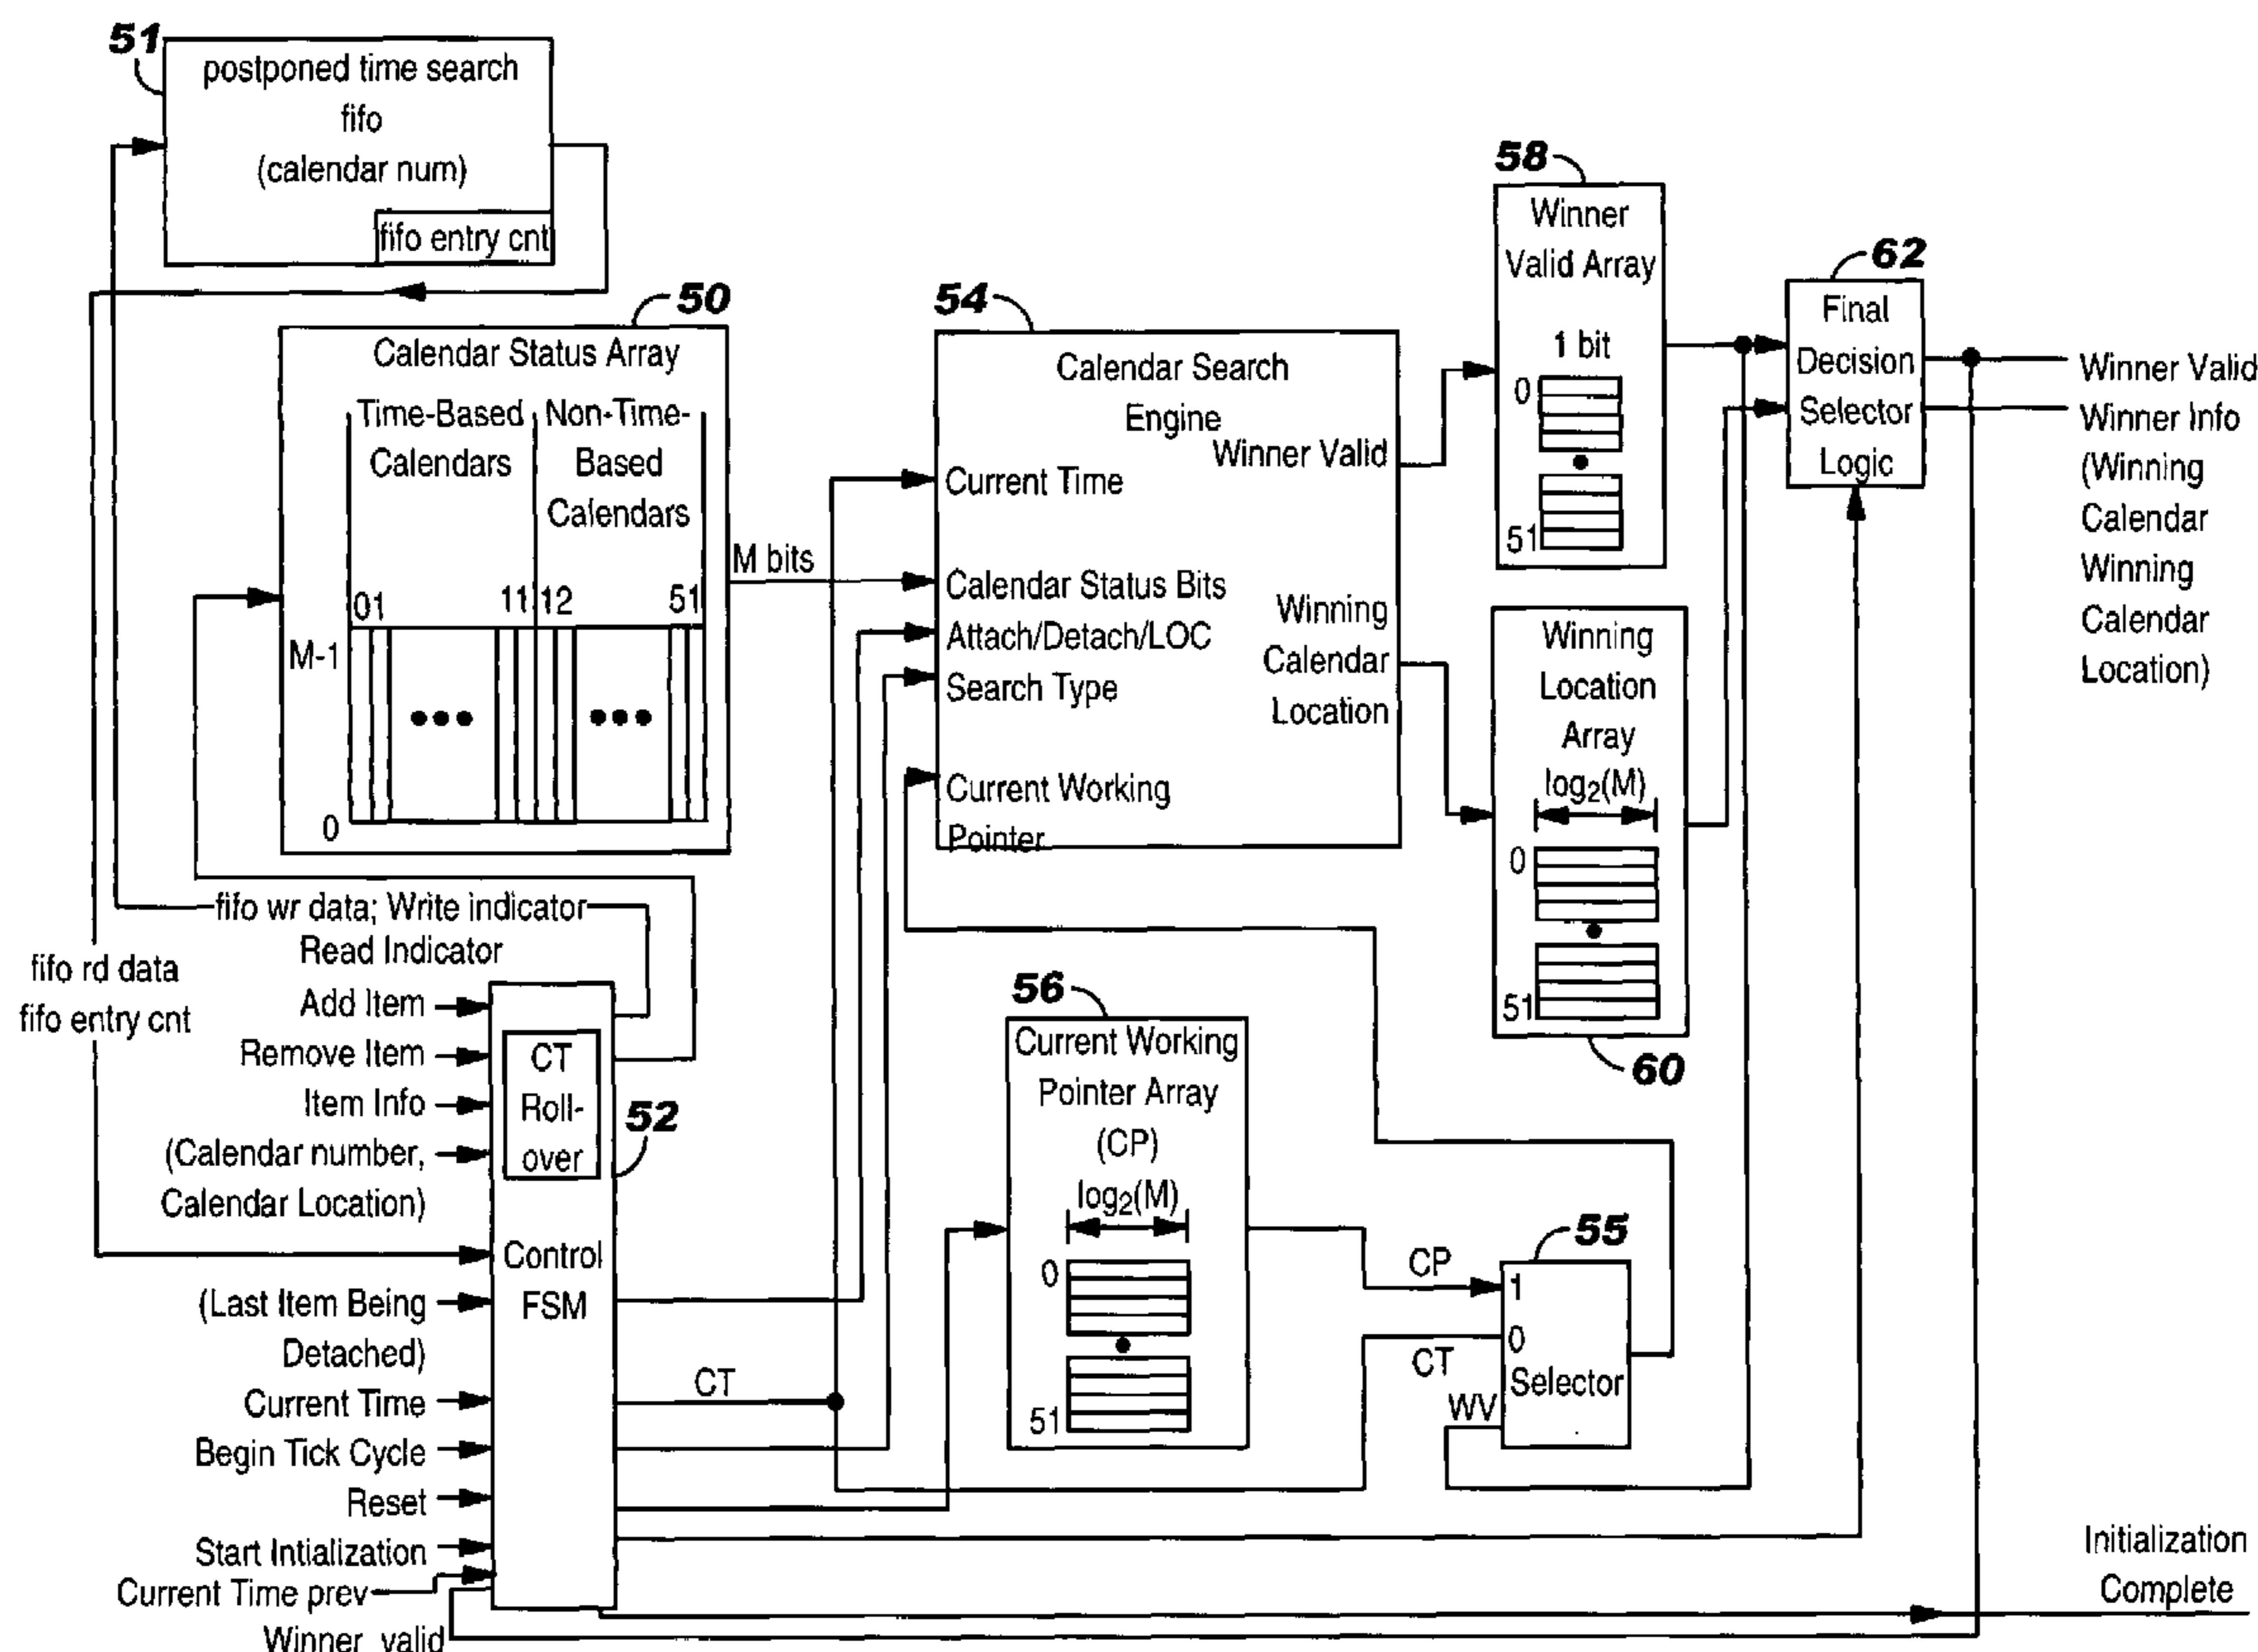 51
postponed time search
fifo
(calendar num)
fifo entry cnt
50
Calendar Status Array
Time-Based
Calendars
Non-Time-
Based
Calendars
01
11
12
51
M-1
0
M bits
54
Calendar Search
Engine
Winner Valid
Current Time
Calendar Status Bits
Attach/Detach/LOC
Search Type
Winning
Calendar
Location
Current Working
Pointer
58
Winner
Valid Array
1 bit
0
51
62
Final
Decision
Selector
Logic
Winner Valid
Winner Info
(Winning
Calendar
Winning
Calendar
Location)
Winning
Location
Array
log2(M)
0
51
60
fifo wr data; Write indicator
Read Indicator
fifo rd data
fifo entry cnt
Add Item
Remove Item
Item Info
(Calendar number,
Calendar Location)
(Last Item Being
Detached)
Current Time
Begin Tick Cycle
Reset
Start Intialization
Current Time prev
Winner_valid
CT
Roll-
over
52
Control
FSM
CT
56
Current Working
Pointer Array
(CP)
log2(M)
0
51
55
CP
1
0
CT
Selector
WV
Initialization
Complete